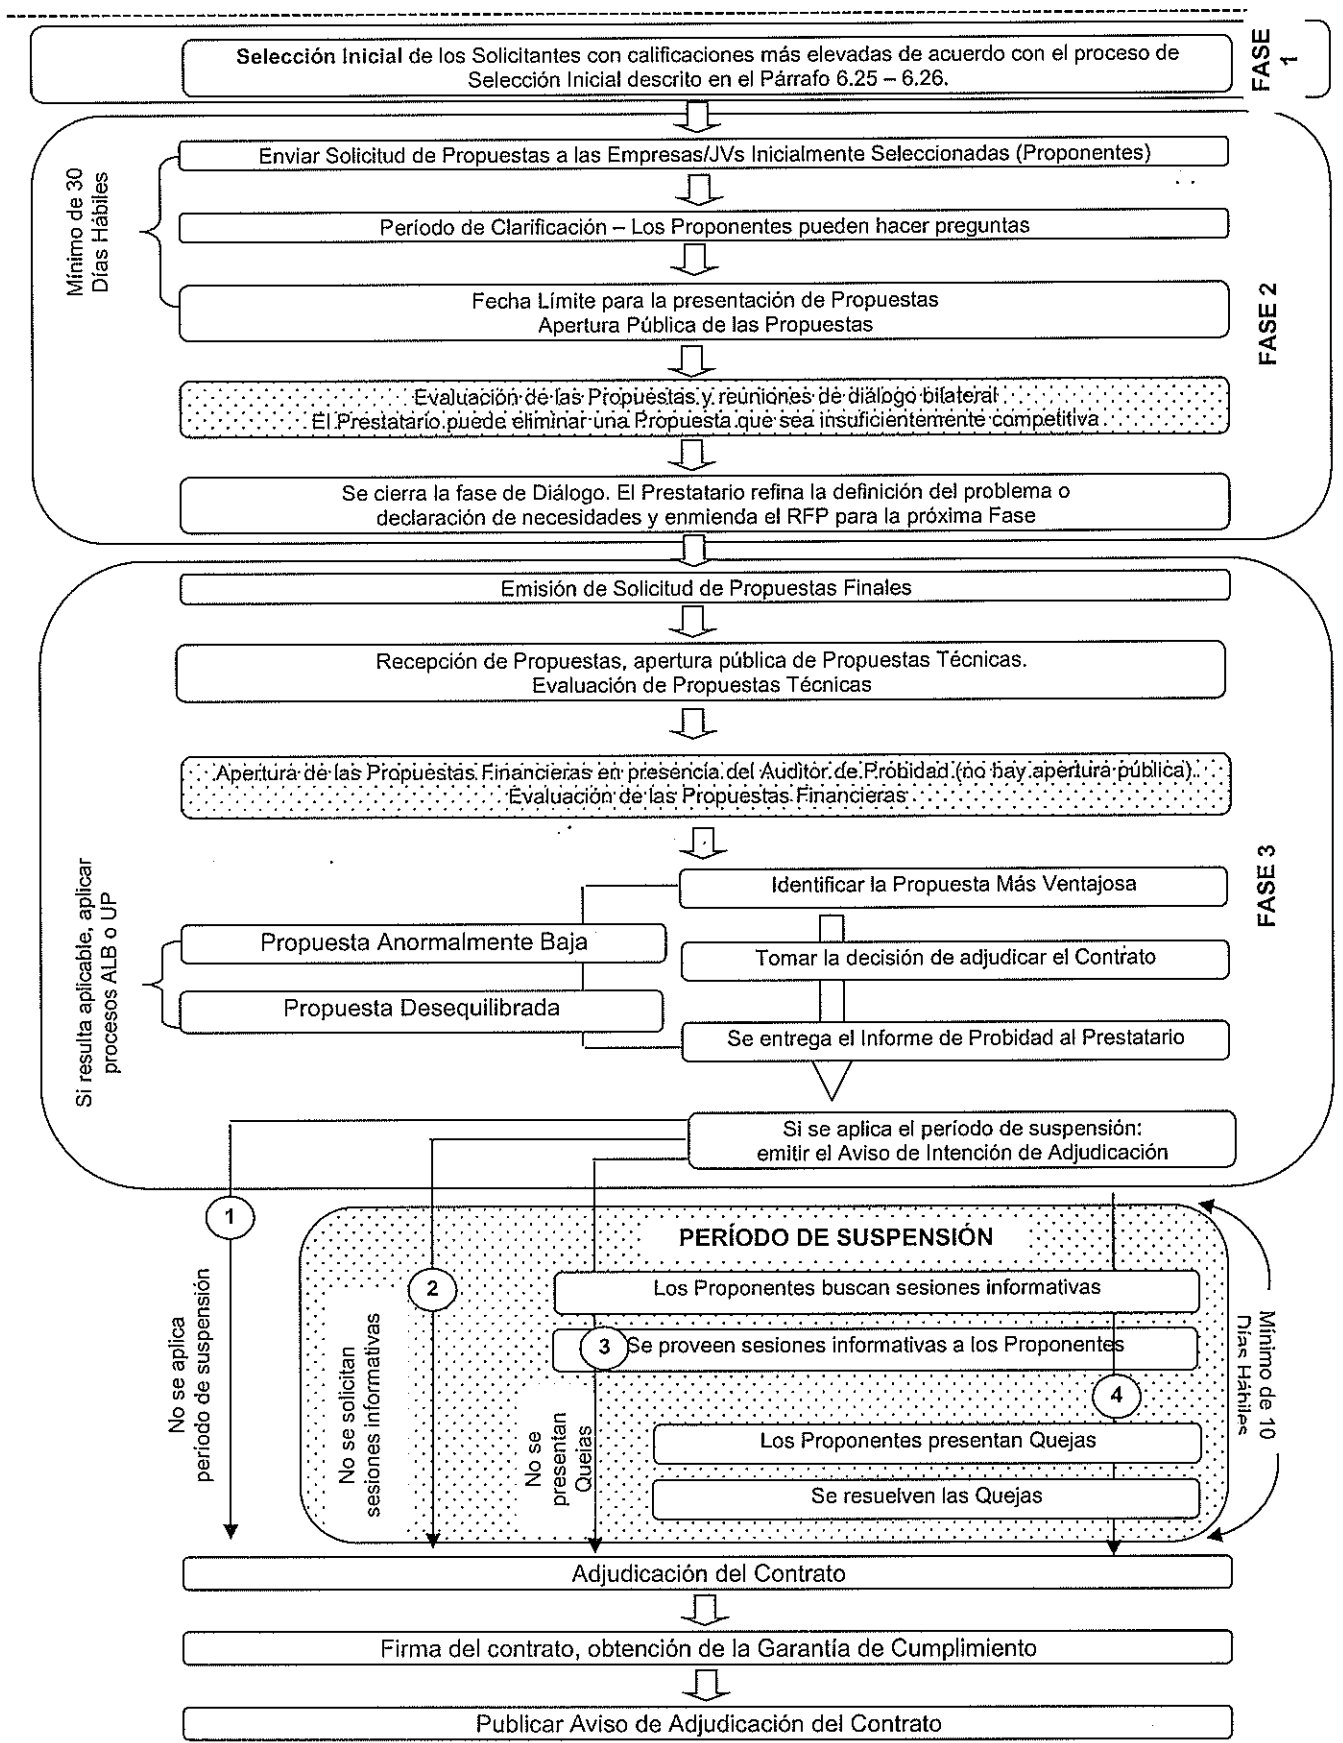 Selección Inicial de los Solicitantes con calificaciones más elevadas de acuerdo con el proceso de
Selección Inicial descrito en el Párrafo 6.25 – 6.26.
FASE
1
Enviar Solicitud de Propuestas a las Empresas/JVs Inicialmente Seleccionadas (Proponentes)
Mínimo de 30
Días Hábiles
Período de Clarificación – Los Proponentes pueden hacer preguntas
Fecha Límite para la presentación de Propuestas
Apertura Pública de las Propuestas
FASE 2
Evaluación de las Propuestas y reuniones de diálogo bilateral
El Prestatario puede eliminar una Propuesta que sea insuficientemente competitiva
Se cierra la fase de Diálogo. El Prestatario refina la definición del problema o
declaración de necesidades y enmienda el RFP para la próxima Fase
Emisión de Solicitud de Propuestas Finales
Recepción de Propuestas, apertura pública de Propuestas Técnicas.
Evaluación de Propuestas Técnicas
Apertura de las Propuestas Financieras en presencia del Auditor de Probidad (no hay apertura pública).
Evaluación de las Propuestas Financieras
FASE 3
Si resulta aplicable, aplicar
procesos ALB o UP
Identificar la Propuesta Más Ventajosa
Propuesta Anormalmente Baja
Tomar la decisión de adjudicar el Contrato
Propuesta Desequilibrada
Se entrega el Informe de Probidad al Prestatario
Si se aplica el período de suspensión:
emitir el Aviso de Intención de Adjudicación
1
No se aplica
período de suspensión
PERÍODO DE SUSPENSIÓN
2
No se solicitan
sesiones informativas
Los Proponentes buscan sesiones informativas
3
Se proveen sesiones informativas a los Proponentes
No se
presentan
Quejas
4
Los Proponentes presentan Quejas
Se resuelven las Quejas
Mínimo de 10
Días Hábiles
Adjudicación del Contrato
Firma del contrato, obtención de la Garantía de Cumplimiento
Publicar Aviso de Adjudicación del Contrato